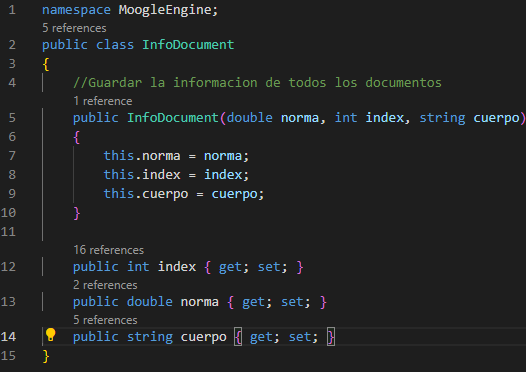 1 namespace MoogleEngine;
5 references
2 public class InfoDocument
3 {
4 //Guardar la informacion de todos los documentos
1 reference
5 public InfoDocument(double norma, int index, string cuerpo)
6 {
7 this.norma = norma;
8 this.index = index;
9 this.cuerpo = cuerpo;
10 }
11
16 references
12 public int index { get; set; }
2 references
13 public double norma { get; set; }
5 references
14 public string cuerpo { get; set; }
15 }